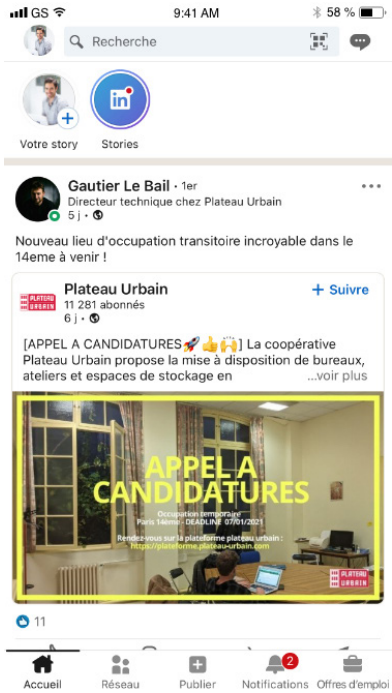 GS 9:41 AM 58 %
Recherche
Votre story Stories
Gautier Le Bail · 1er
Directeur technique chez Plateau Urbain
5 j ·
Nouveau lieu d'occupation transitoire incroyable dans le
14eme à venir !
PLATEAU
URBAIN
Plateau Urbain
+ Suivre
11 281 abonnés
6 j ·
[APPEL A CANDIDATURES🚀👍🙌] La coopérative
Plateau Urbain propose la mise à disposition de bureaux,
ateliers et espaces de stockage en ...voir plus
APPEL A
CANDIDATURES
Occupation temporaire
Paris 14ème - DEADLINE 07/01/2021
Rendez-vous sur la plateforme plateau urbain :
https://plateforme.plateau-urbain.com
PLATEAU
URBAIN
11
2
Accueil Réseau Publier Notifications Offres d'emploi